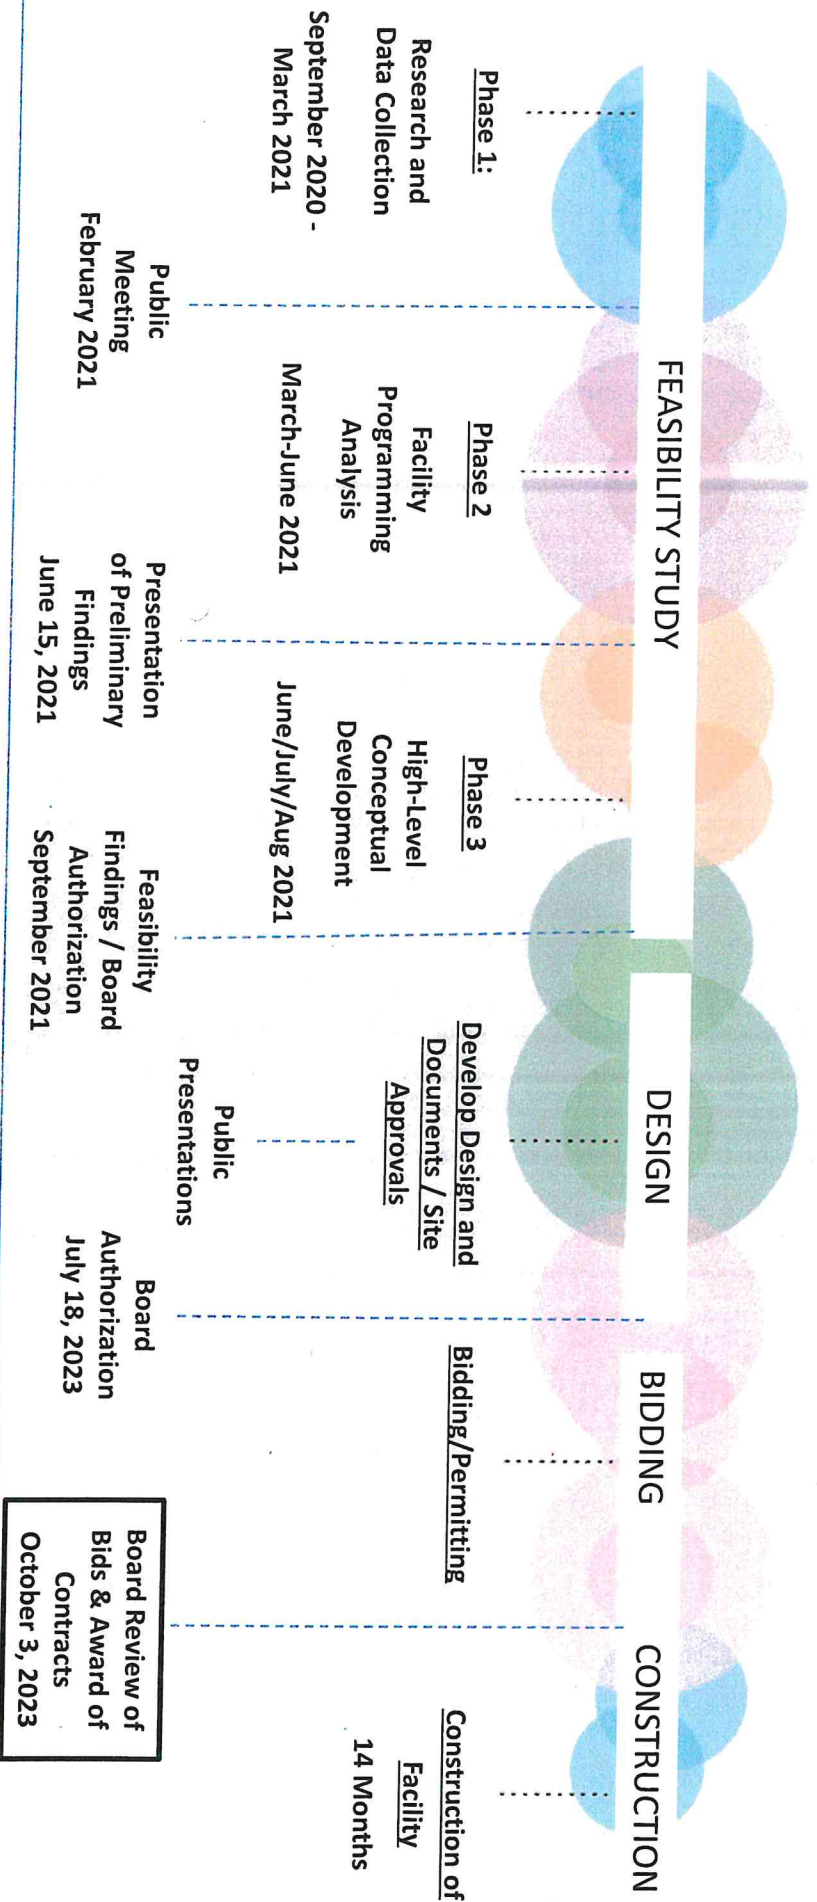 FEASIBILITY STUDY
DESIGN
BIDDING
CONSTRUCTION
Phase 1:
Research and
Data Collection
September 2020 -
March 2021
Phase 2
Facility
Programming
Analysis
March-June 2021
Phase 3
High-Level
Conceptual
Development
June/July/Aug 2021
Develop Design and
Documents / Site
Approvals
Bidding/Permitting
Construction of
Facility
14 Months
Public
Meeting
February 2021
Presentation
of Preliminary
Findings
June 15, 2021
Feasibility
Findings / Board
Authorization
September 2021
Public
Presentations
Board
Authorization
July 18, 2023
Board Review of
Bids & Award of
Contracts
October 3, 2023